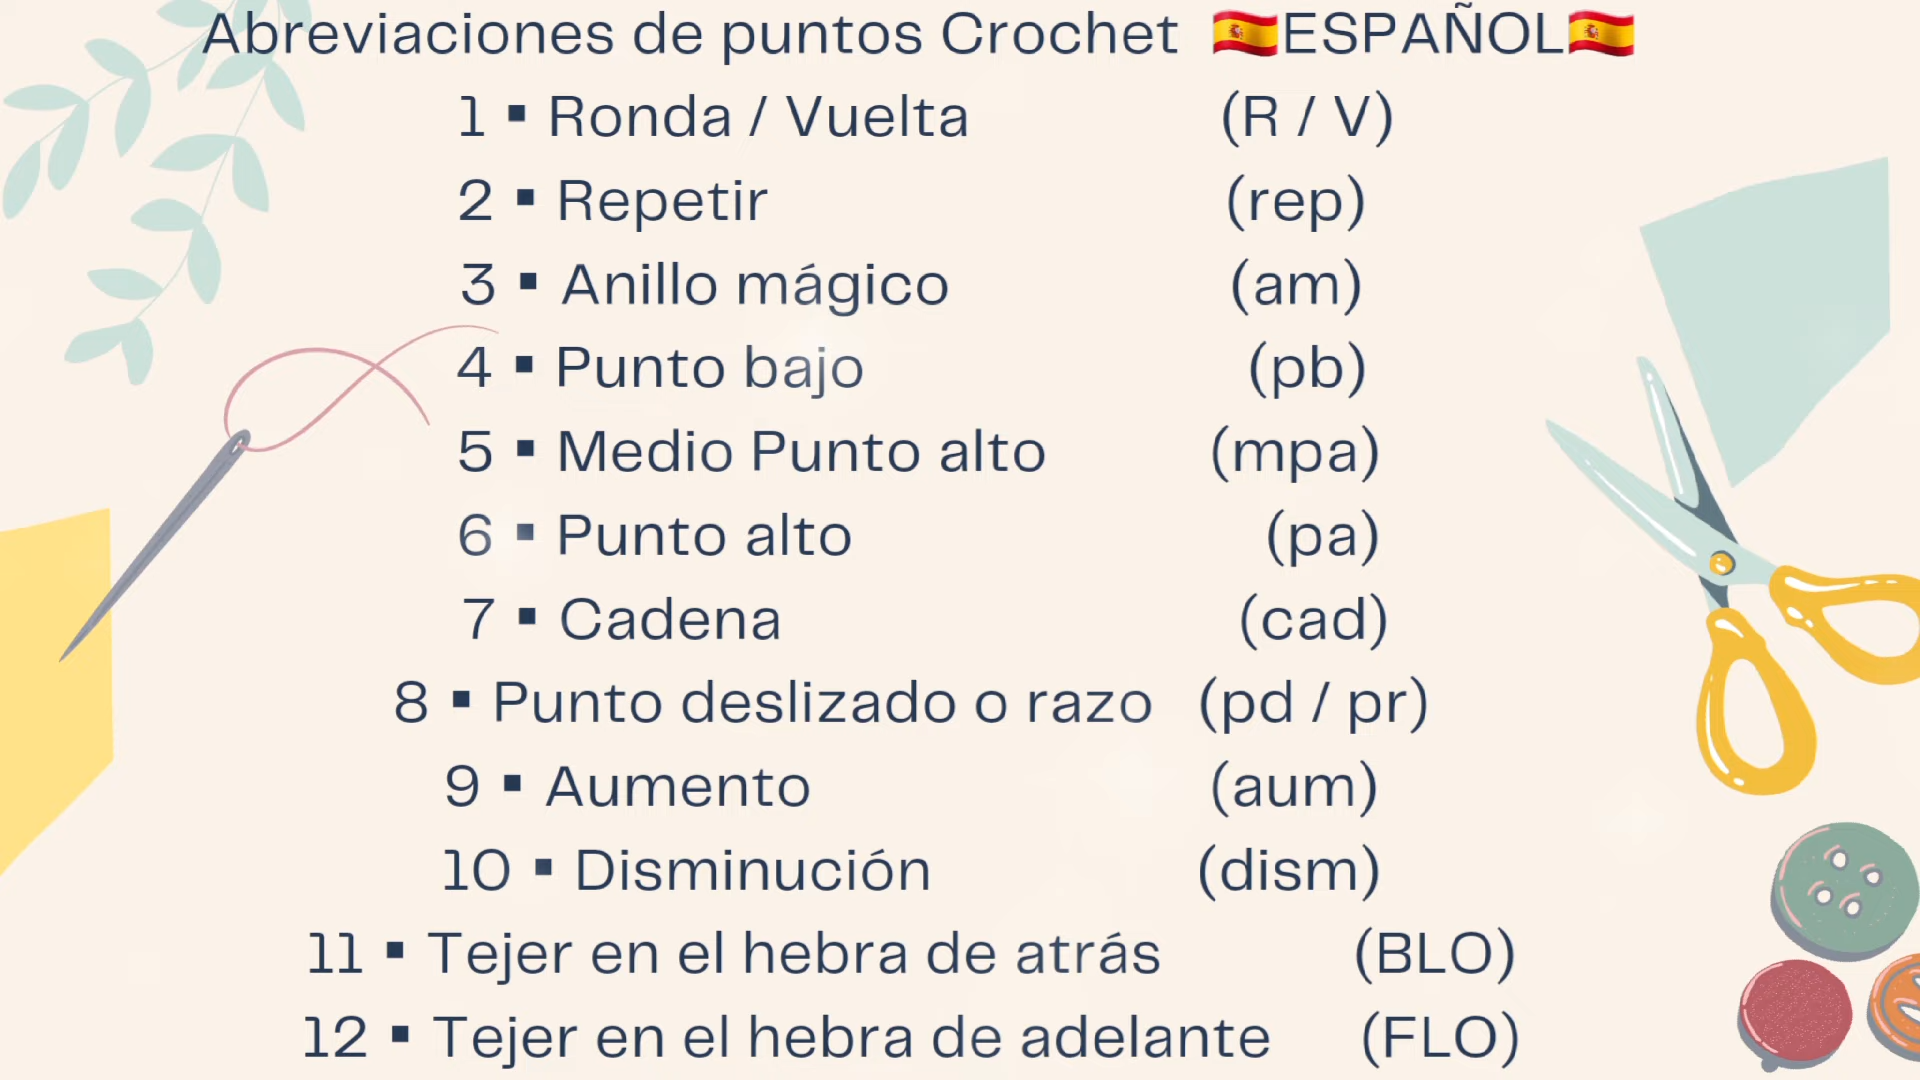 Abreviaciones de puntos Crochet 🇪🇸ESPAÑOL🇪🇸
1 ▪ Ronda / Vuelta (R / V)
2 ▪ Repetir (rep)
3 ▪ Anillo mágico (am)
4 ▪ Punto bajo (pb)
5 ▪ Medio Punto alto (mpa)
6 ▪ Punto alto (pa)
7 ▪ Cadena (cad)
8 ▪ Punto deslizado o razo (pd / pr)
9 ▪ Aumento (aum)
10 ▪ Disminución (dism)
11 ▪ Tejer en el hebra de atrás (BLO)
12 ▪ Tejer en el hebra de adelante (FLO)